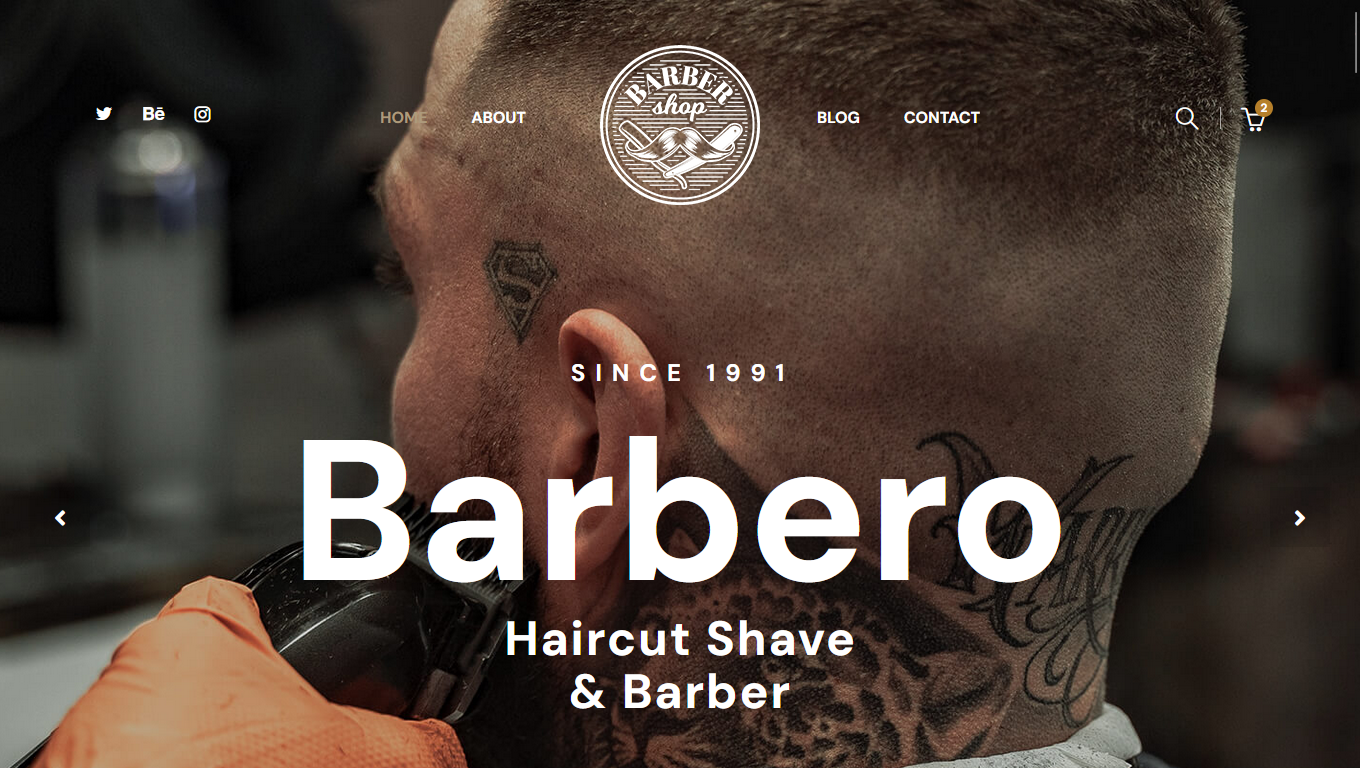 Bē
HOME
ABOUT
BARBER
shop
BLOG
CONTACT
2
SINCE 1991
Barbero
Haircut Shave
& Barber